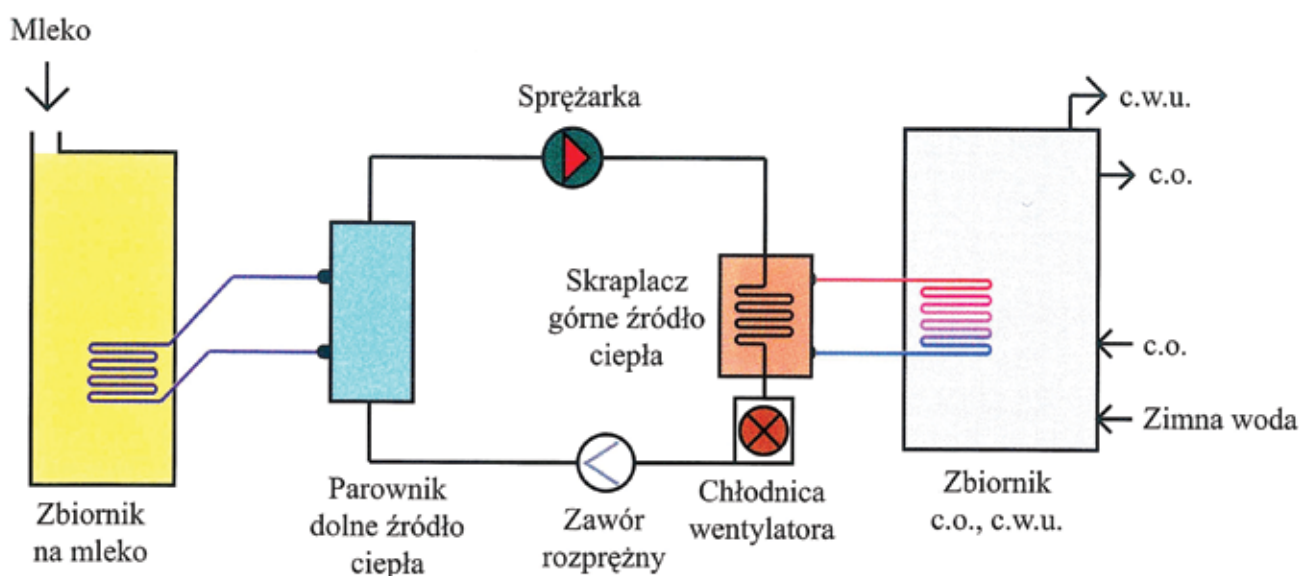 Mleko
Sprężarka
c.w.u.
c.o.
Skraplacz
górne źródło
ciepła
c.o.
Zimna woda
Zbiornik
na mleko
Parownik
dolne źródło
ciepła
Zawór
rozprężny
Chłodnica
wentylatora
Zbiornik
c.o., c.w.u.